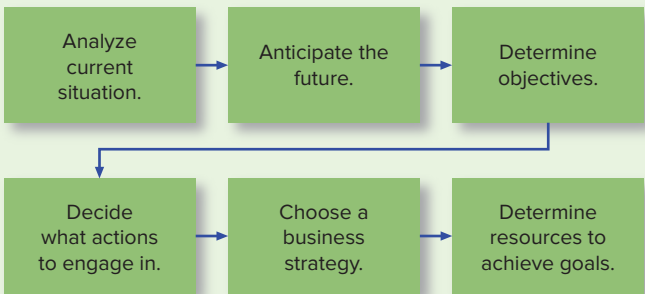 Analyze
current
situation.
Anticipate the
future.
Determine
objectives.
Decide
what actions
to engage in.
Choose a
business
strategy.
Determine
resources to
achieve goals.